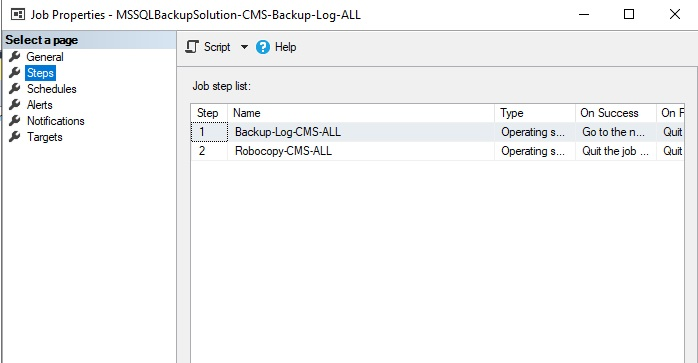 Job Properties - MSSQLBackupSolution-CMS-Backup-Log-ALL
Select a page
General
Steps
Schedules
Alerts
Notifications
Targets
Script Help
Job step list:
Step Name Type On Success On F
1 Backup-Log-CMS-ALL Operating s... Go to the n... Quit
2 Robocopy-CMS-ALL Operating s... Quit the job ... Quit